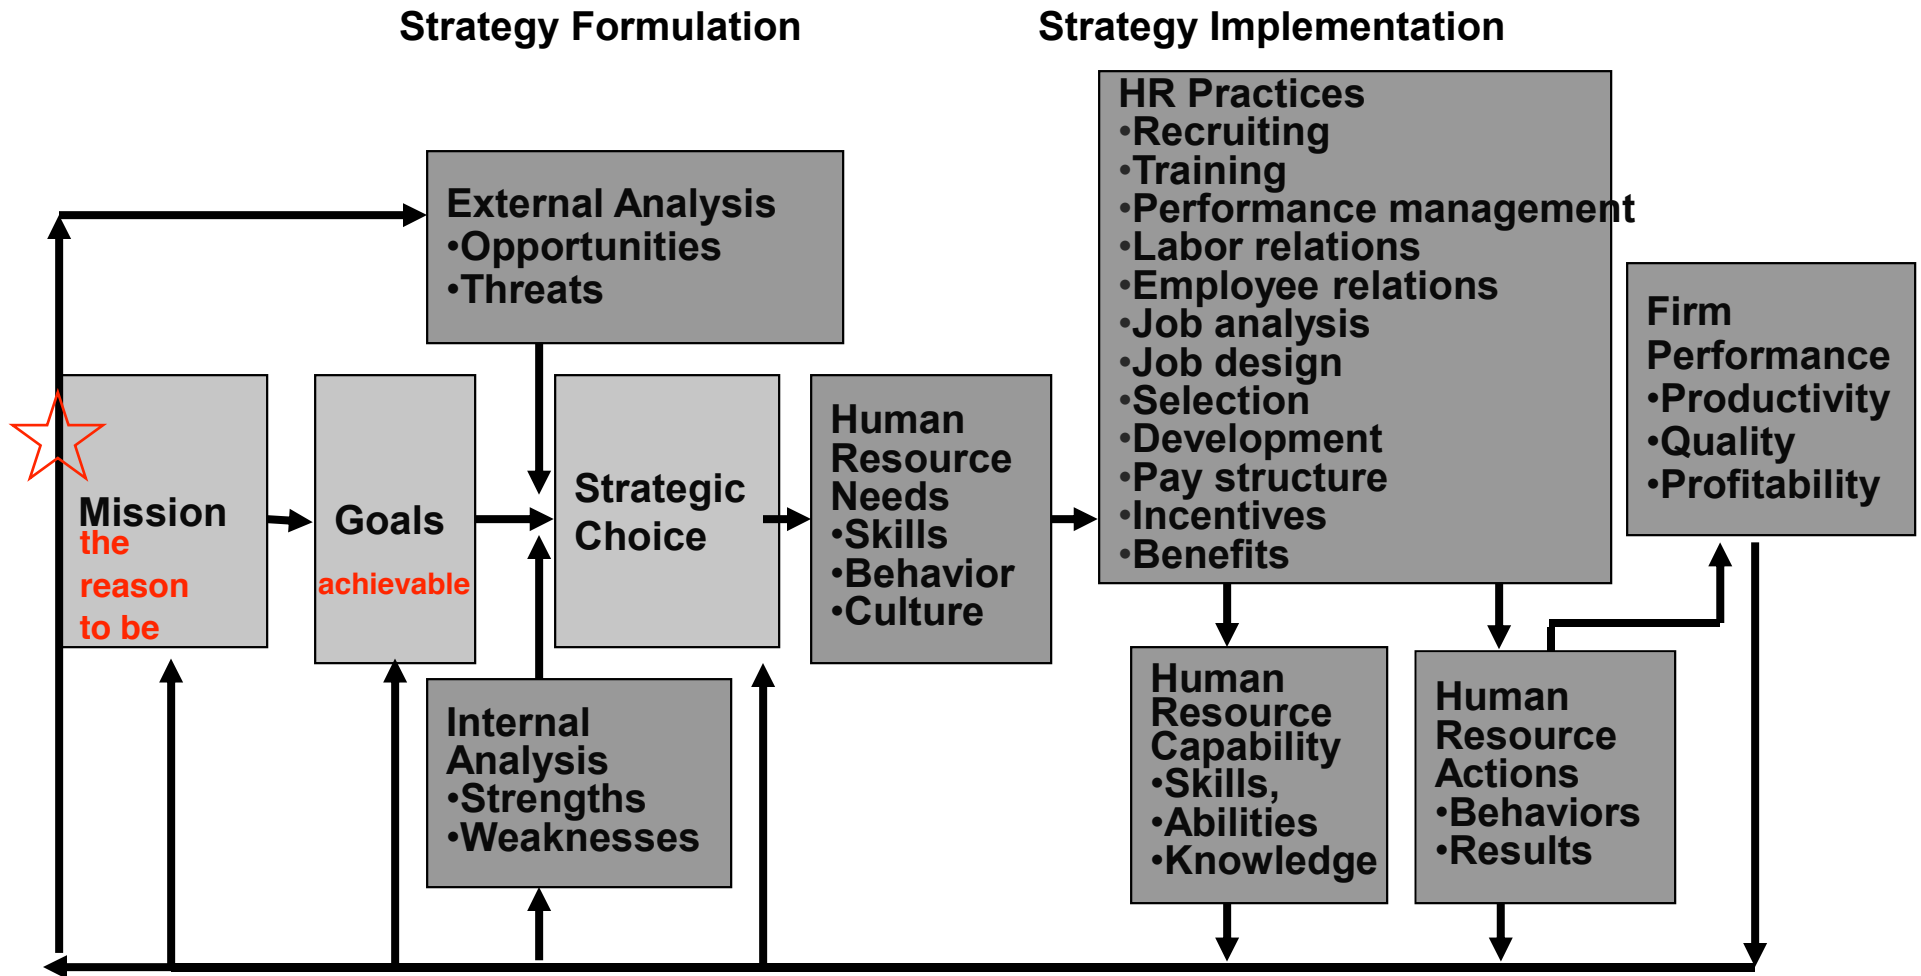 Strategy Formulation
Strategy Implementation
External Analysis
•Opportunities
•Threats
Mission
the
reason
to be
Goals
achievable
Strategic
Choice
Internal
Analysis
•Strengths
•Weaknesses
Human
Resource
Needs
•Skills
•Behavior
•Culture
HR Practices
•Recruiting
•Training
•Performance management
•Labor relations
•Employee relations
•Job analysis
•Job design
•Selection
•Development
•Pay structure
•Incentives
•Benefits
Human
Resource
Capability
•Skills,
•Abilities
•Knowledge
Human
Resource
Actions
•Behaviors
•Results
Firm
Performance
•Productivity
•Quality
•Profitability